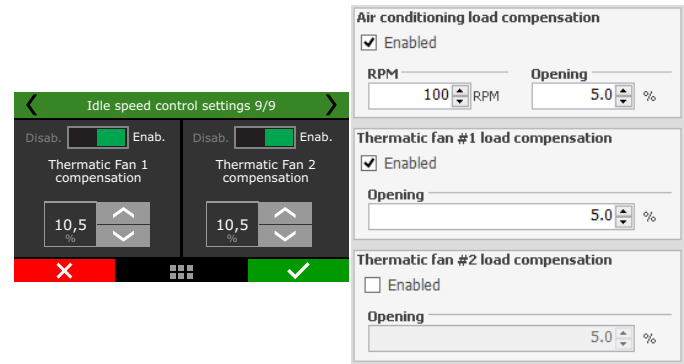 Idle speed control settings 9/9
Disab. Enab.
Thermatic Fan 1
compensation
10,5
%
Disab. Enab.
Thermatic Fan 2
compensation
10,5
%
Air conditioning load compensation
Enabled
RPM Opening
100 RPM 5.0 %
Thermatic fan #1 load compensation
Enabled
Opening
5.0 %
Thermatic fan #2 load compensation
Enabled
Opening
5.0 %